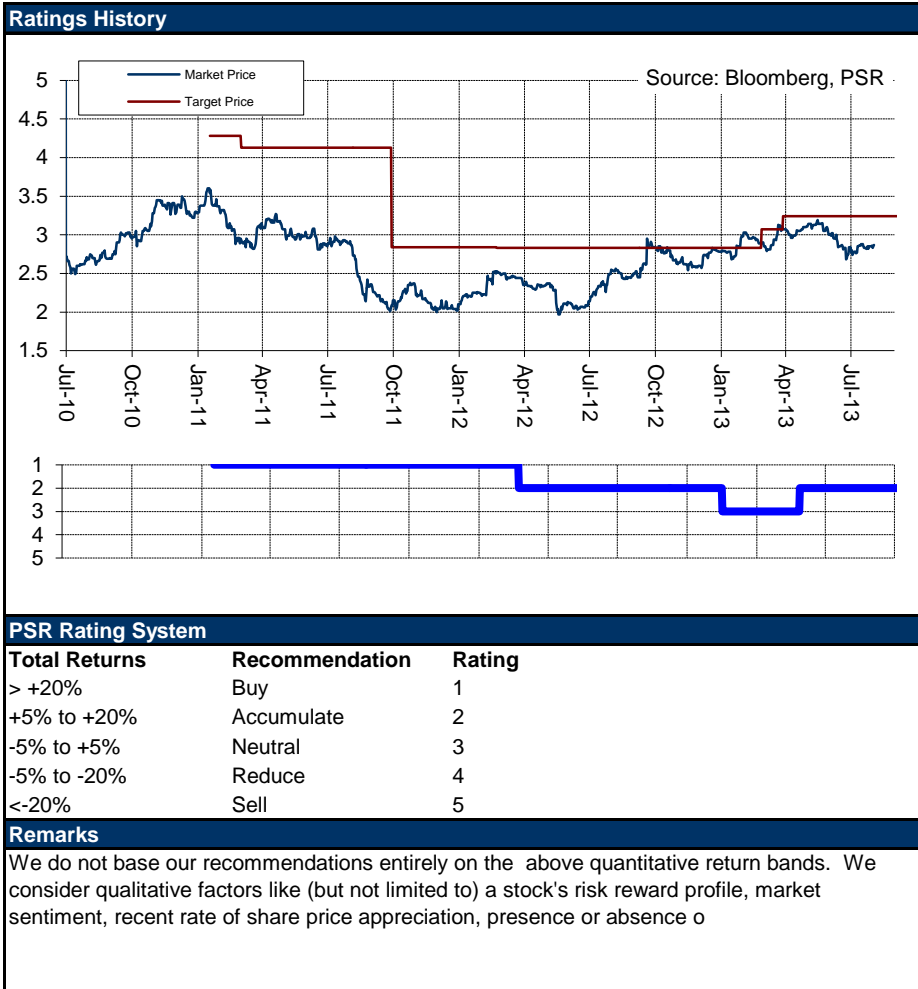 Ratings History
Market Price
Target Price
Source: Bloomberg, PSR
5
4.5
4
3.5
3
2.5
2
1.5
Jul-10
Oct-10
Jan-11
Apr-11
Jul-11
Oct-11
Jan-12
Apr-12
Jul-12
Oct-12
Jan-13
Apr-13
Jul-13
1
2
3
4
5
PSR Rating System
Total Returns Recommendation Rating
> +20% Buy 1
+5% to +20% Accumulate 2
-5% to +5% Neutral 3
-5% to -20% Reduce 4
<-20% Sell 5
Remarks
We do not base our recommendations entirely on the above quantitative return bands. We
consider qualitative factors like (but not limited to) a stock's risk reward profile, market
sentiment, recent rate of share price appreciation, presence or absence o